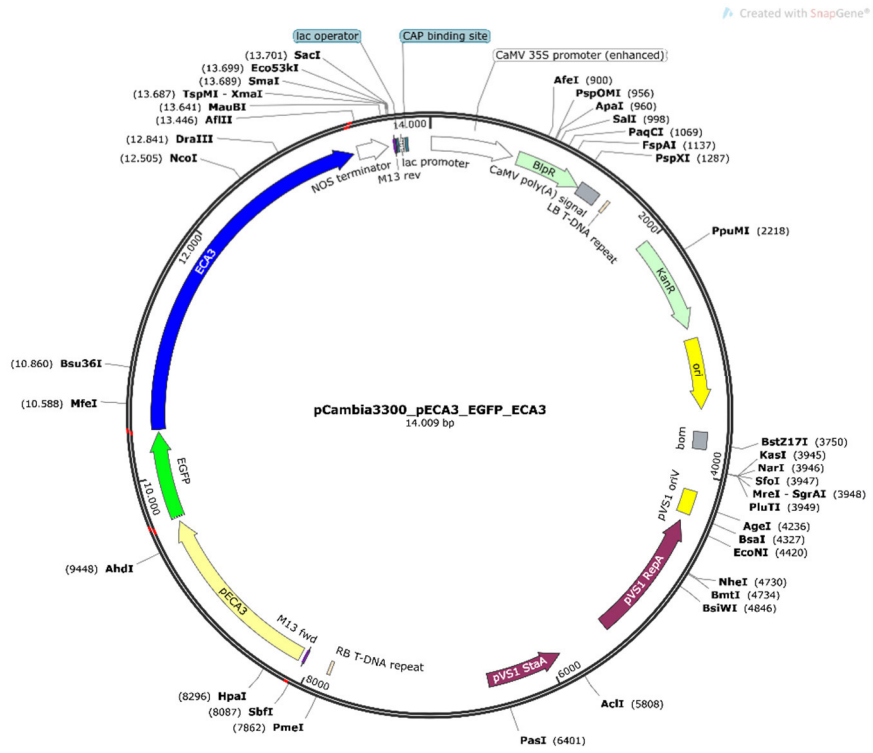 Created with SnapGene®
lac operator
CAP binding site
CaMV 35S promoter (enhanced)
(13.701) SacI
(13.699) Eco53kI
(13.689) SmaI
(13.687) TspMI - XmaI
(13.641) MauBI
(13.446) AflII
(12.841) DraIII
(12.505) NcoI
AfeI (900)
PspOMI (956)
ApaI (960)
SalI (998)
PaqCI (1069)
FspAI (1137)
PspXI (1287)
14.000
NOS terminator
M13 rev
lac promoter
BlpR
CaMV poly(A) signal
LB T-DNA repeat
2000
PpuMI (2218)
KanR
ori
bom
12.000
ECA3
(10.860) Bsu36I
(10.588) MfeI
pCambia3300_pECA3_EGFP_ECA3
14.009 bp
BstZ17I (3750)
KasI (3945)
NarI (3946)
SfoI (3947)
MreI - SgrAI (3948)
PluTI (3949)
4000
pVS1 oriV
AgeI (4236)
BsaI (4327)
EcoNI (4420)
EGFP
10.000
(9448) AhdI
NheI (4730)
BmtI (4734)
BsiWI (4846)
pVS1 RepA
pECA3
M13 fwd
RB T-DNA repeat
pVS1 StaA
8000
6000
(8296) HpaI
(8087) SbfI
(7862) PmeI
AclI (5808)
PasI (6401)